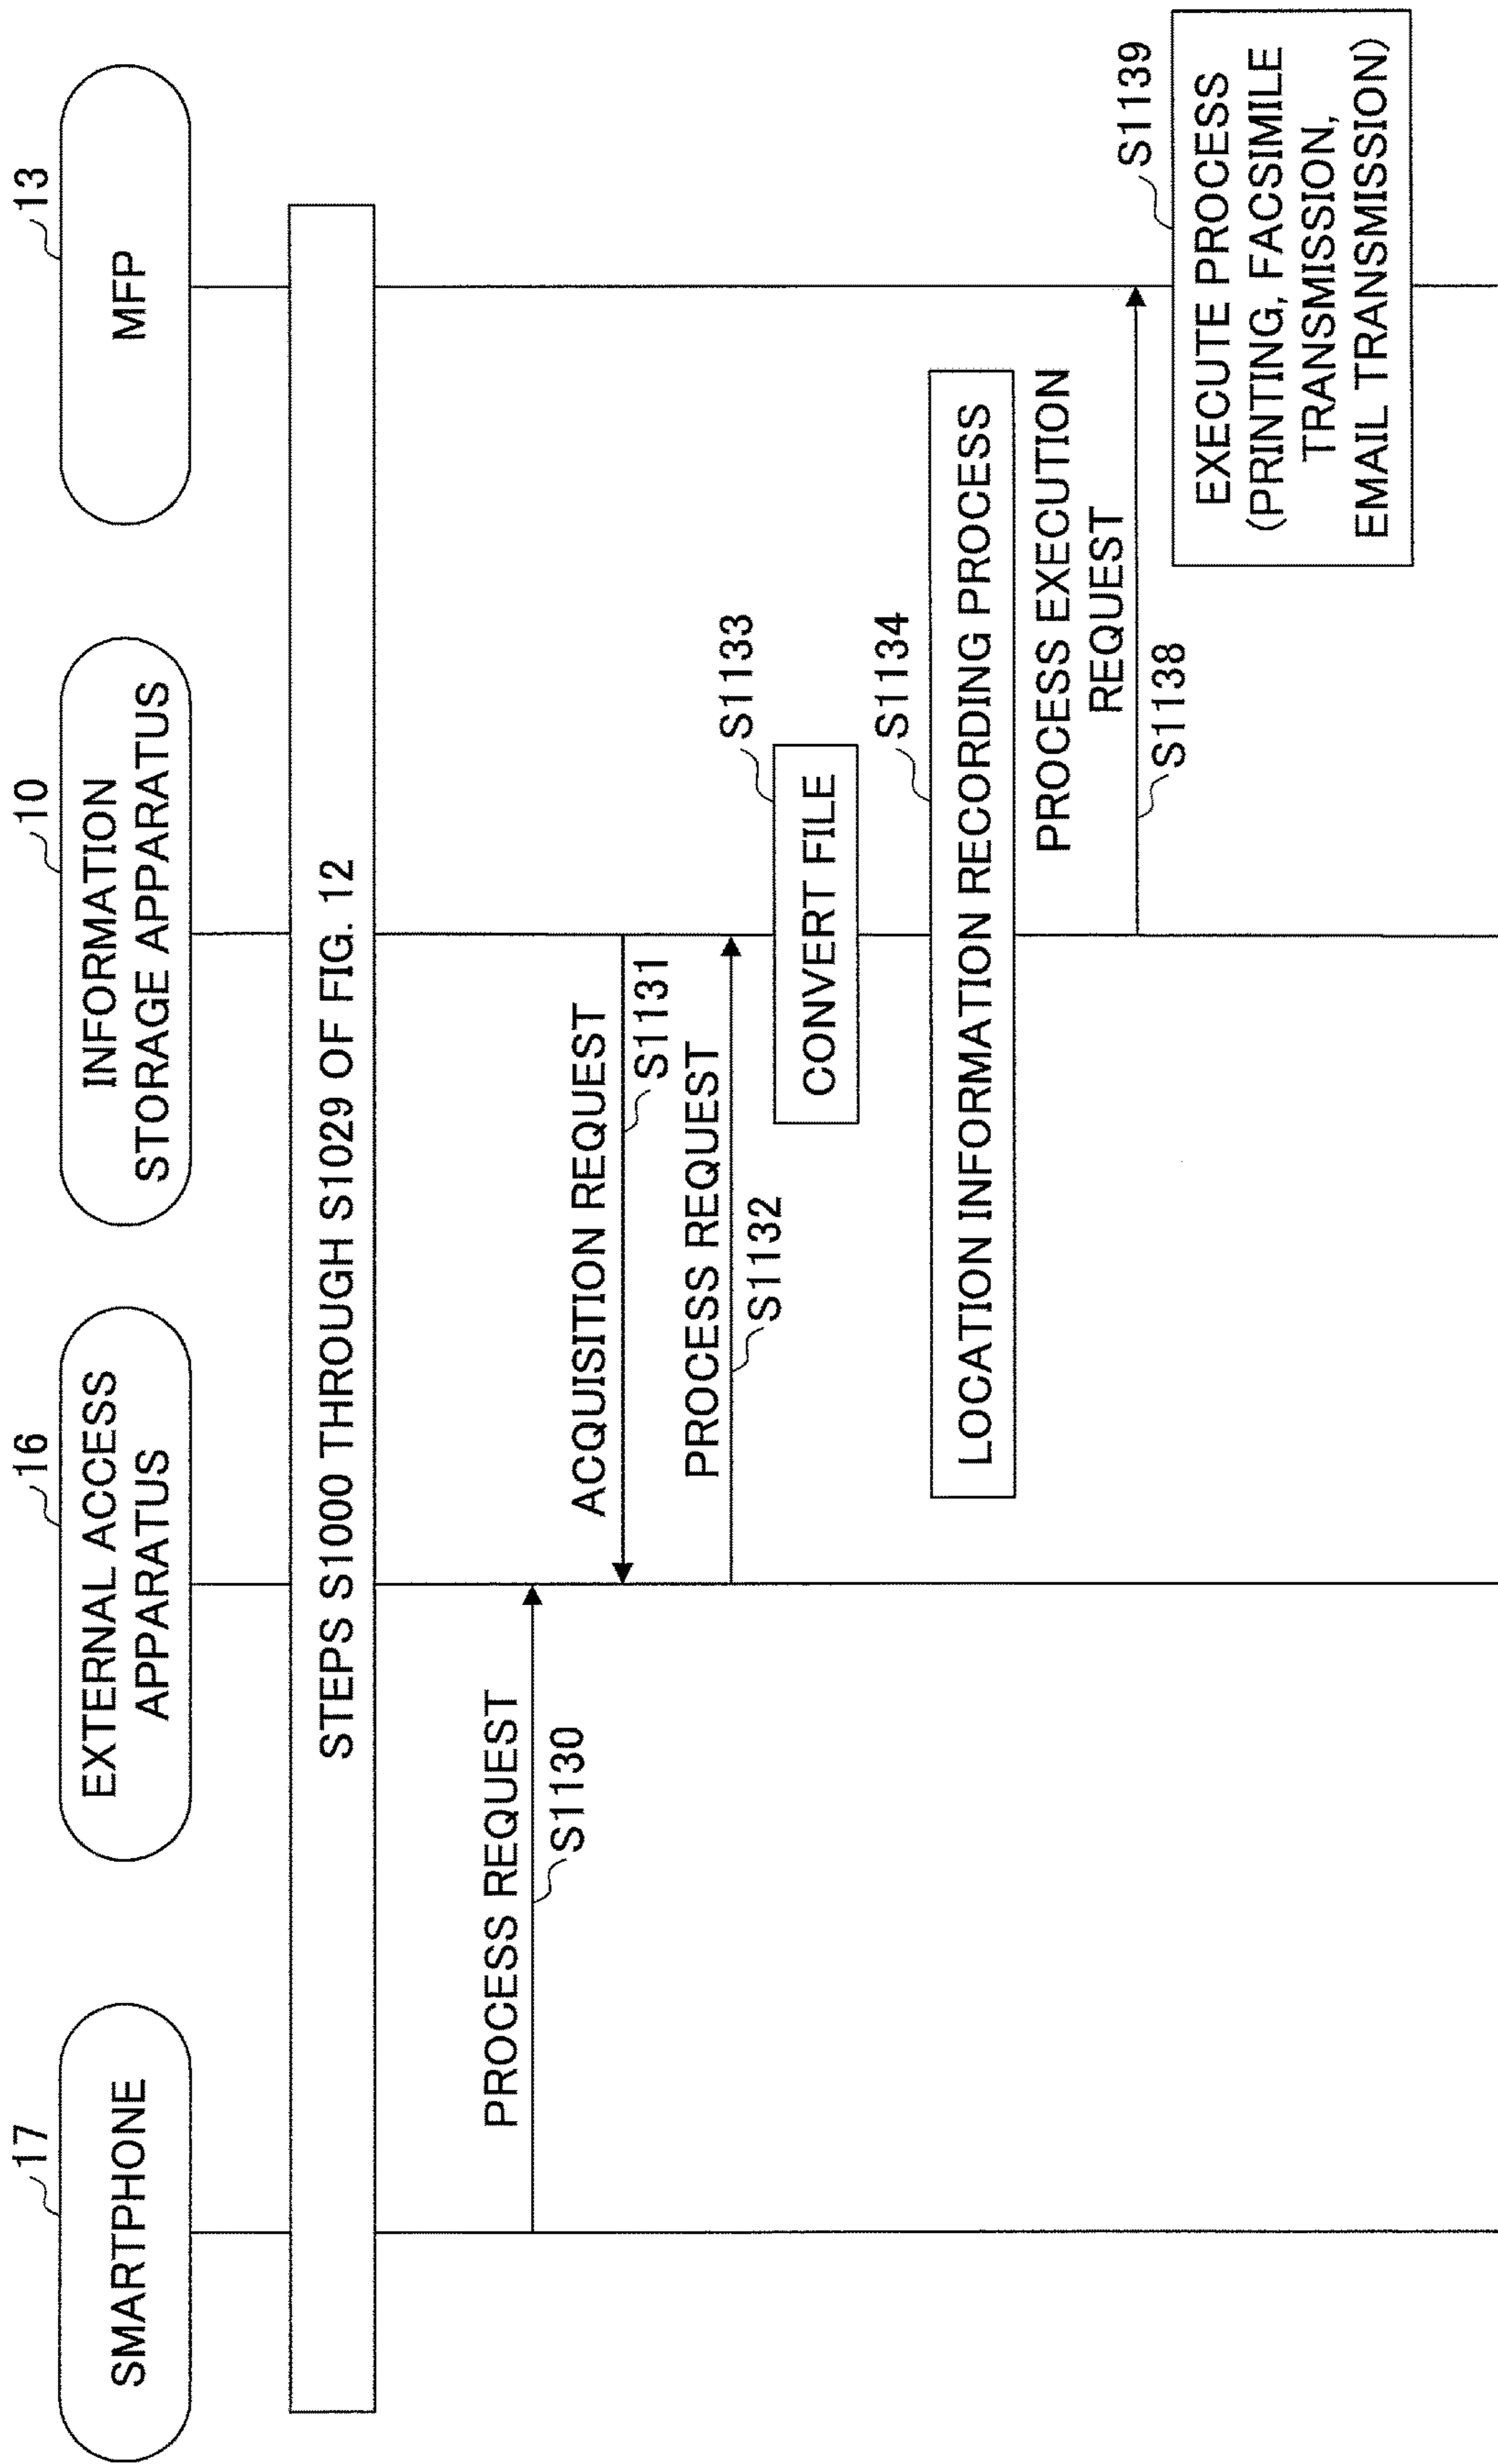 17
SMARTPHONE
16
EXTERNAL ACCESS
APPARATUS
10
INFORMATION
STORAGE APPARATUS
13
MFP
STEPS S1000 THROUGH S1029 OF FIG. 12
PROCESS REQUEST
S1130
ACQUISITION REQUEST
S1131
PROCESS REQUEST
S1132
S1133
CONVERT FILE
S1134
LOCATION INFORMATION RECORDING PROCESS
PROCESS EXECUTION
REQUEST
S1138
S1139
EXECUTE PROCESS
(PRINTING, FACSIMILE
TRANSMISSION,
EMAIL TRANSMISSION)